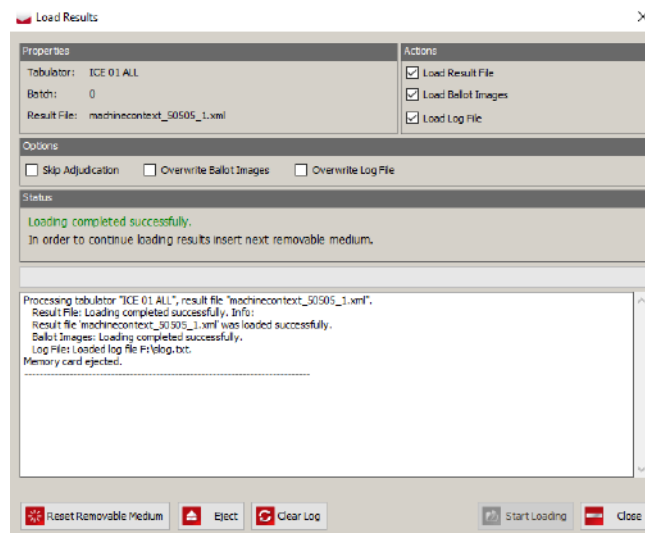 Load Results
Properties
Tabulator: ICE 01 ALL
Batch: 0
Result File: machinecontext_50505_1.xml
Actions
Load Result File
Load Ballot Images
Load Log File
Options
Skip Adjudication Overwrite Ballot Images Overwrite Log File
Status
Loading completed successfully.
In order to continue loading results insert next removable medium.
Processing tabulator "ICE 01 ALL", result file "machinecontext_50505_1.xml".
Result File: Loading completed successfully. Info:
Result file 'machinecontext_50505_1.xml' was loaded successfully.
Ballot Images: Loading completed successfully.
Log File: Loaded log file F:\slog.txt.
Memory card ejected.
--------------------------------------------------------------------------------
Reset Removable Medium Eject Clear Log Start Loading Close